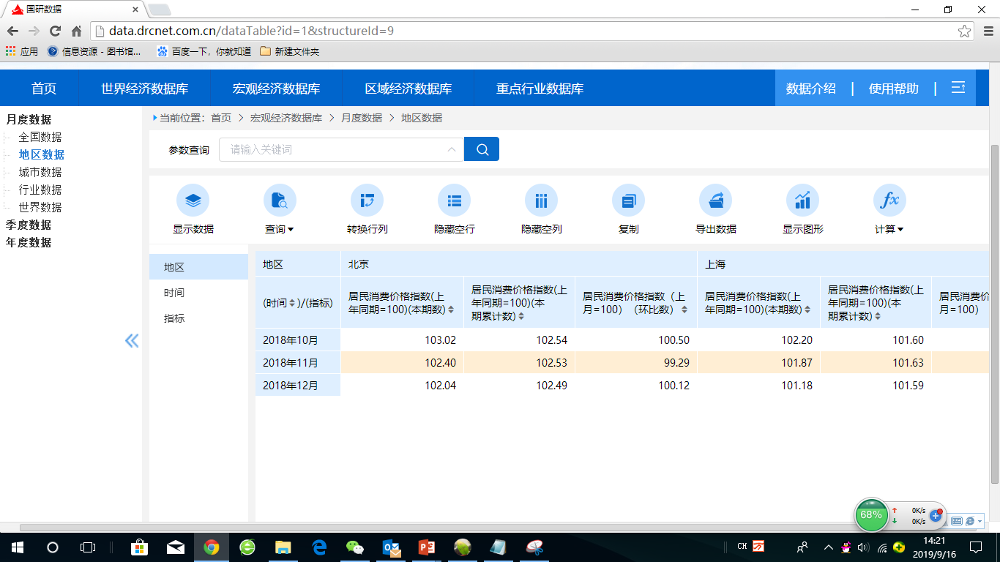 国研数据
data.drcnet.com.cn/dataTable?id=1&structureId=9
应用 信息资源 - 图书馆... 百度一下，你就知道 新建文件夹
首页 世界经济数据库 宏观经济数据库 区域经济数据库 重点行业数据库 数据介绍 | 使用帮助 |
月度数据
全国数据
地区数据
城市数据
行业数据
世界数据
季度数据
年度数据
当前位置：首页 > 宏观经济数据库 > 月度数据 > 地区数据
参数查询 请输入关键词
显示数据 查询 转换行列 隐藏空行 隐藏空列 复制 导出数据 显示图形 计算
地区
时间
指标
地区 北京 上海
(时间)/(指标)
居民消费价格指数(上
年同期=100)(本期数)
居民消费价格指数(上
年同期=100)(本
期累计数)
居民消费价格指数（上
月=100）（环比数）
居民消费价格指数(上
年同期=100)(本期数)
居民消费价格指数(上
年同期=100)(本
期累计数)
居民消费价
月=100）
2018年10月 103.02 102.54 100.50 102.20 101.60
2018年11月 102.40 102.53 99.29 101.87 101.63
2018年12月 102.04 102.49 100.12 101.18 101.59
68%
0K/s
0K/s
CH
14:21
2019/9/16